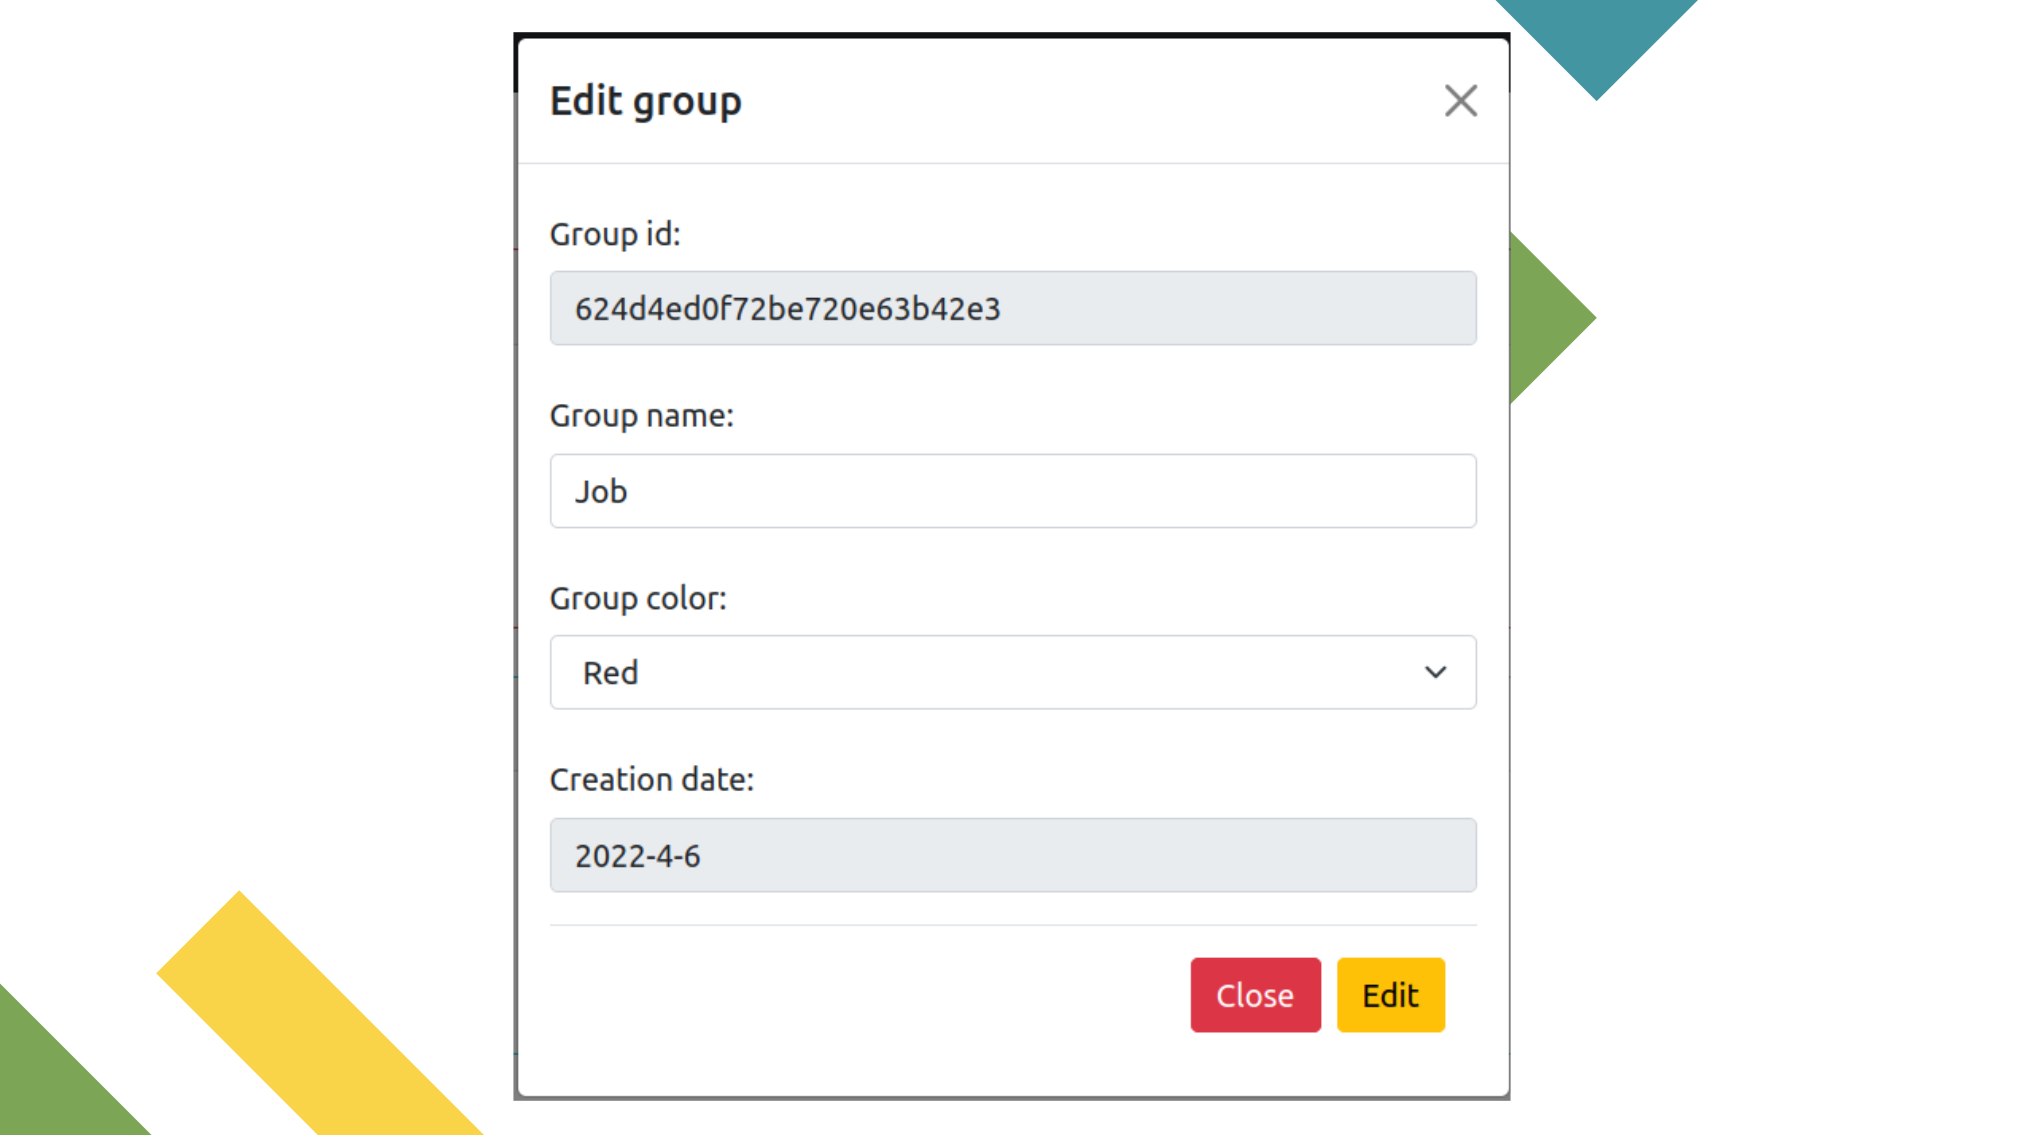 Edit group
Group id:
624d4ed0f72be720e63b42e3
Group name:
Job
Group color:
Red
Creation date:
2022-4-6
Close Edit